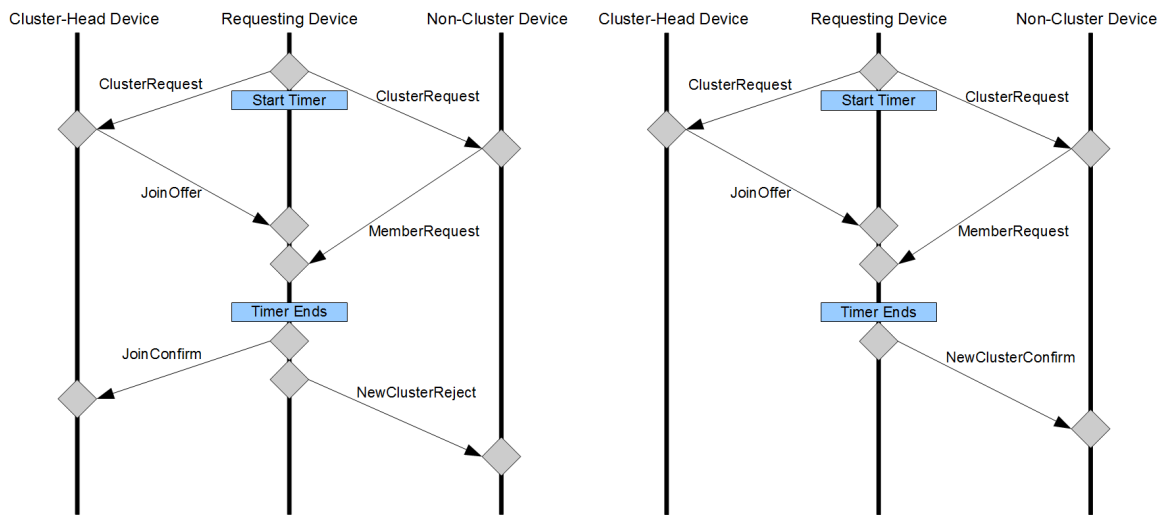 Cluster-Head Device
Requesting Device
Non-Cluster Device
ClusterRequest
ClusterRequest
Start Timer
JoinOffer
MemberRequest
Timer Ends
JoinConfirm
NewClusterReject
Cluster-Head Device
Requesting Device
Non-Cluster Device
ClusterRequest
ClusterRequest
Start Timer
JoinOffer
MemberRequest
Timer Ends
NewClusterConfirm